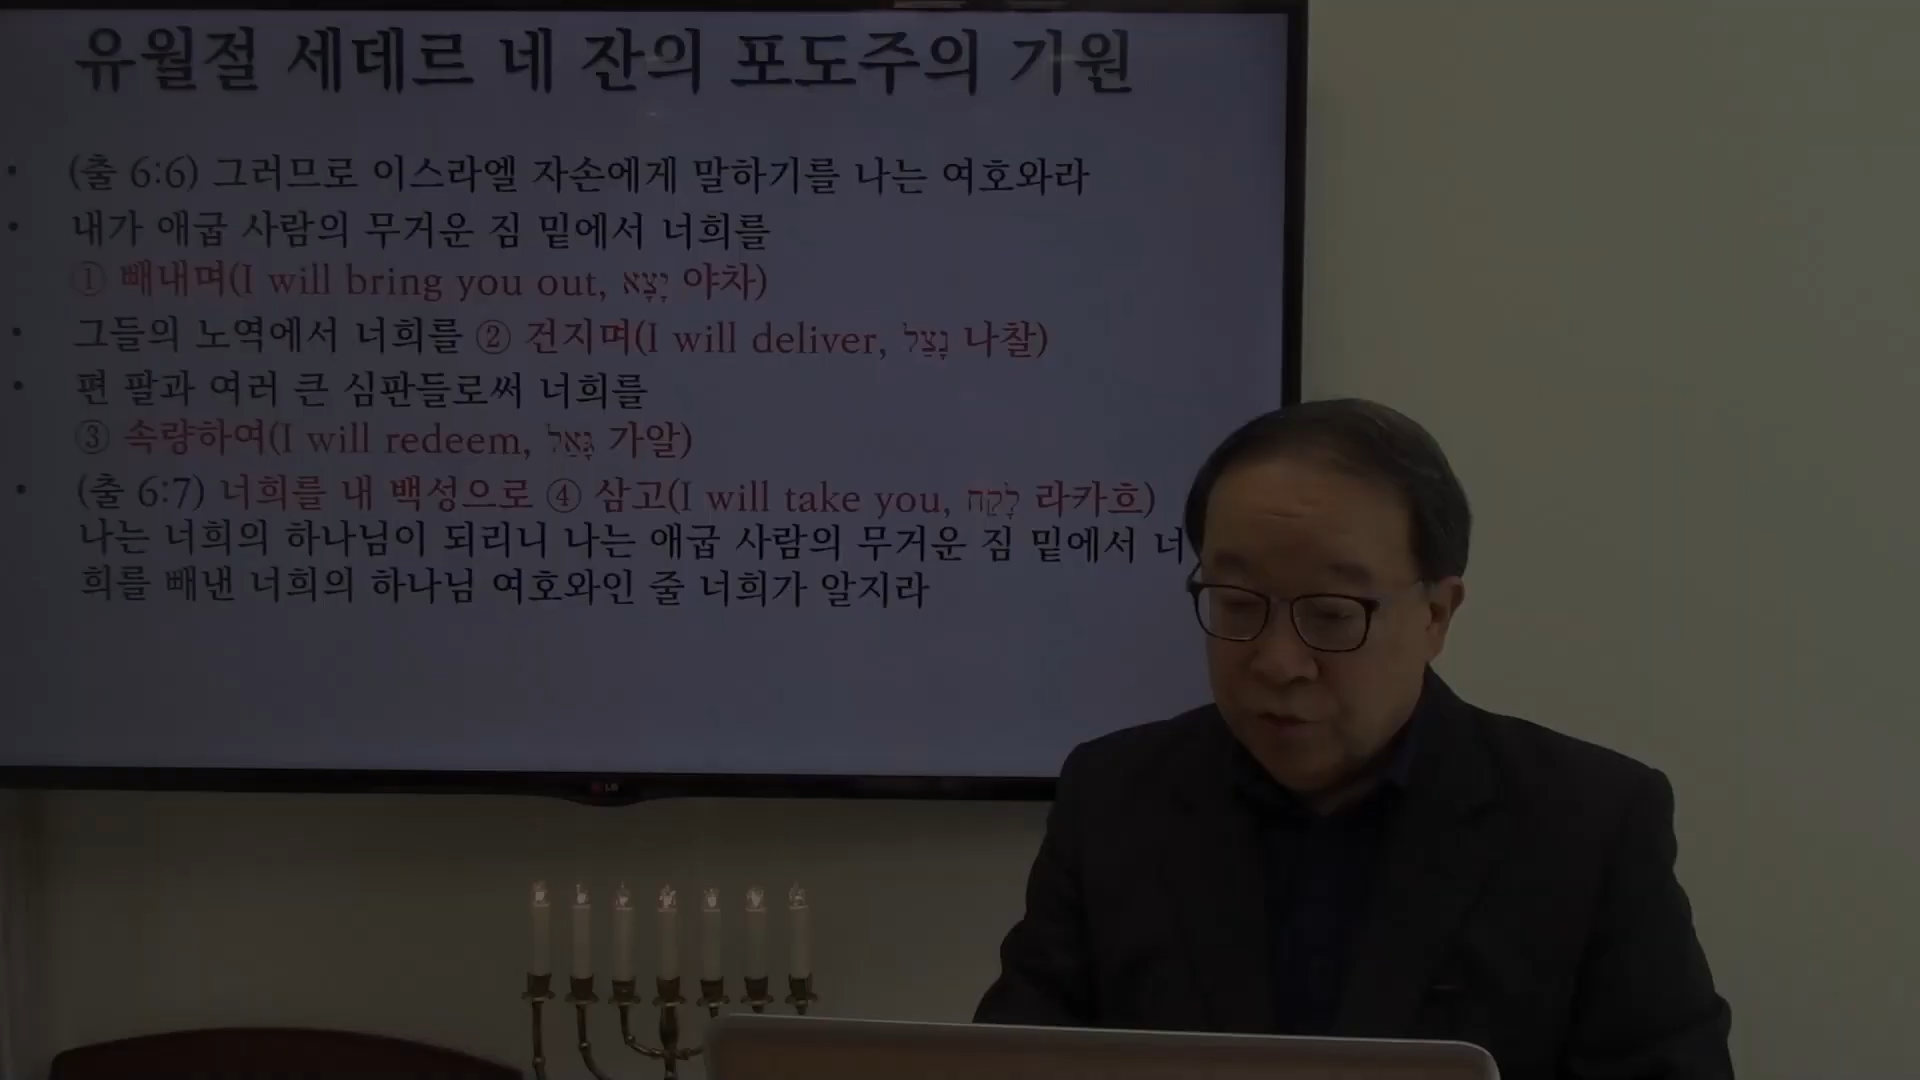 유월절 세데르 네 잔의 포도주의 기원
• (출 6:6) 그러므로 이스라엘 자손에게 말하기를 나는 여호와라
• 내가 애굽 사람의 무거운 짐 밑에서 너희를
① 빼내며(I will bring you out, יָצָא 야차)
• 그들의 노역에서 너희를 ② 건지며(I will deliver, נָצַל 나찰)
• 편 팔과 여러 큰 심판들로써 너희를
③ 속량하여(I will redeem, גָּאַל 가알)
• (출 6:7) 너희를 내 백성으로 ④ 삼고(I will take you, לָקַח 라카흐)
나는 너희의 하나님이 되리니 나는 애굽 사람의 무거운 짐 밑에서 너
희를 빼낸 너희의 하나님 여호와인 줄 너희가 알지라
LG